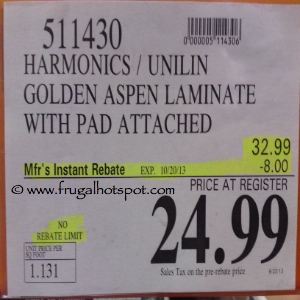 511430
0000005114306
HARMONICS / UNILIN
GOLDEN ASPEN LAMINATE
WITH PAD ATTACHED
32.99
Mfr's Instant Rebate EXP. 10/20/13 -8.00
PRICE AT REGISTER
© www.frugalhotspot.com
24.99
NO
REBATE LIMIT
UNIT PRICE PER
SQ FOOT
1.131
Sales Tax on the pre-rebate price